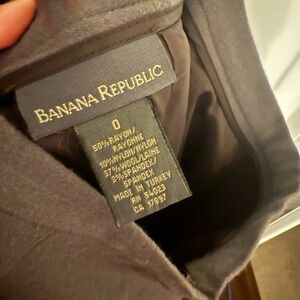 BANANA REPUBLIC
0
50% RAYON/
RAYONNE
10% NYLON/NYLON
37% WOOL/LAINE
3% SPANDEX/
SPANDEX
MADE IN TURKEY
RN 54023
CA 17897